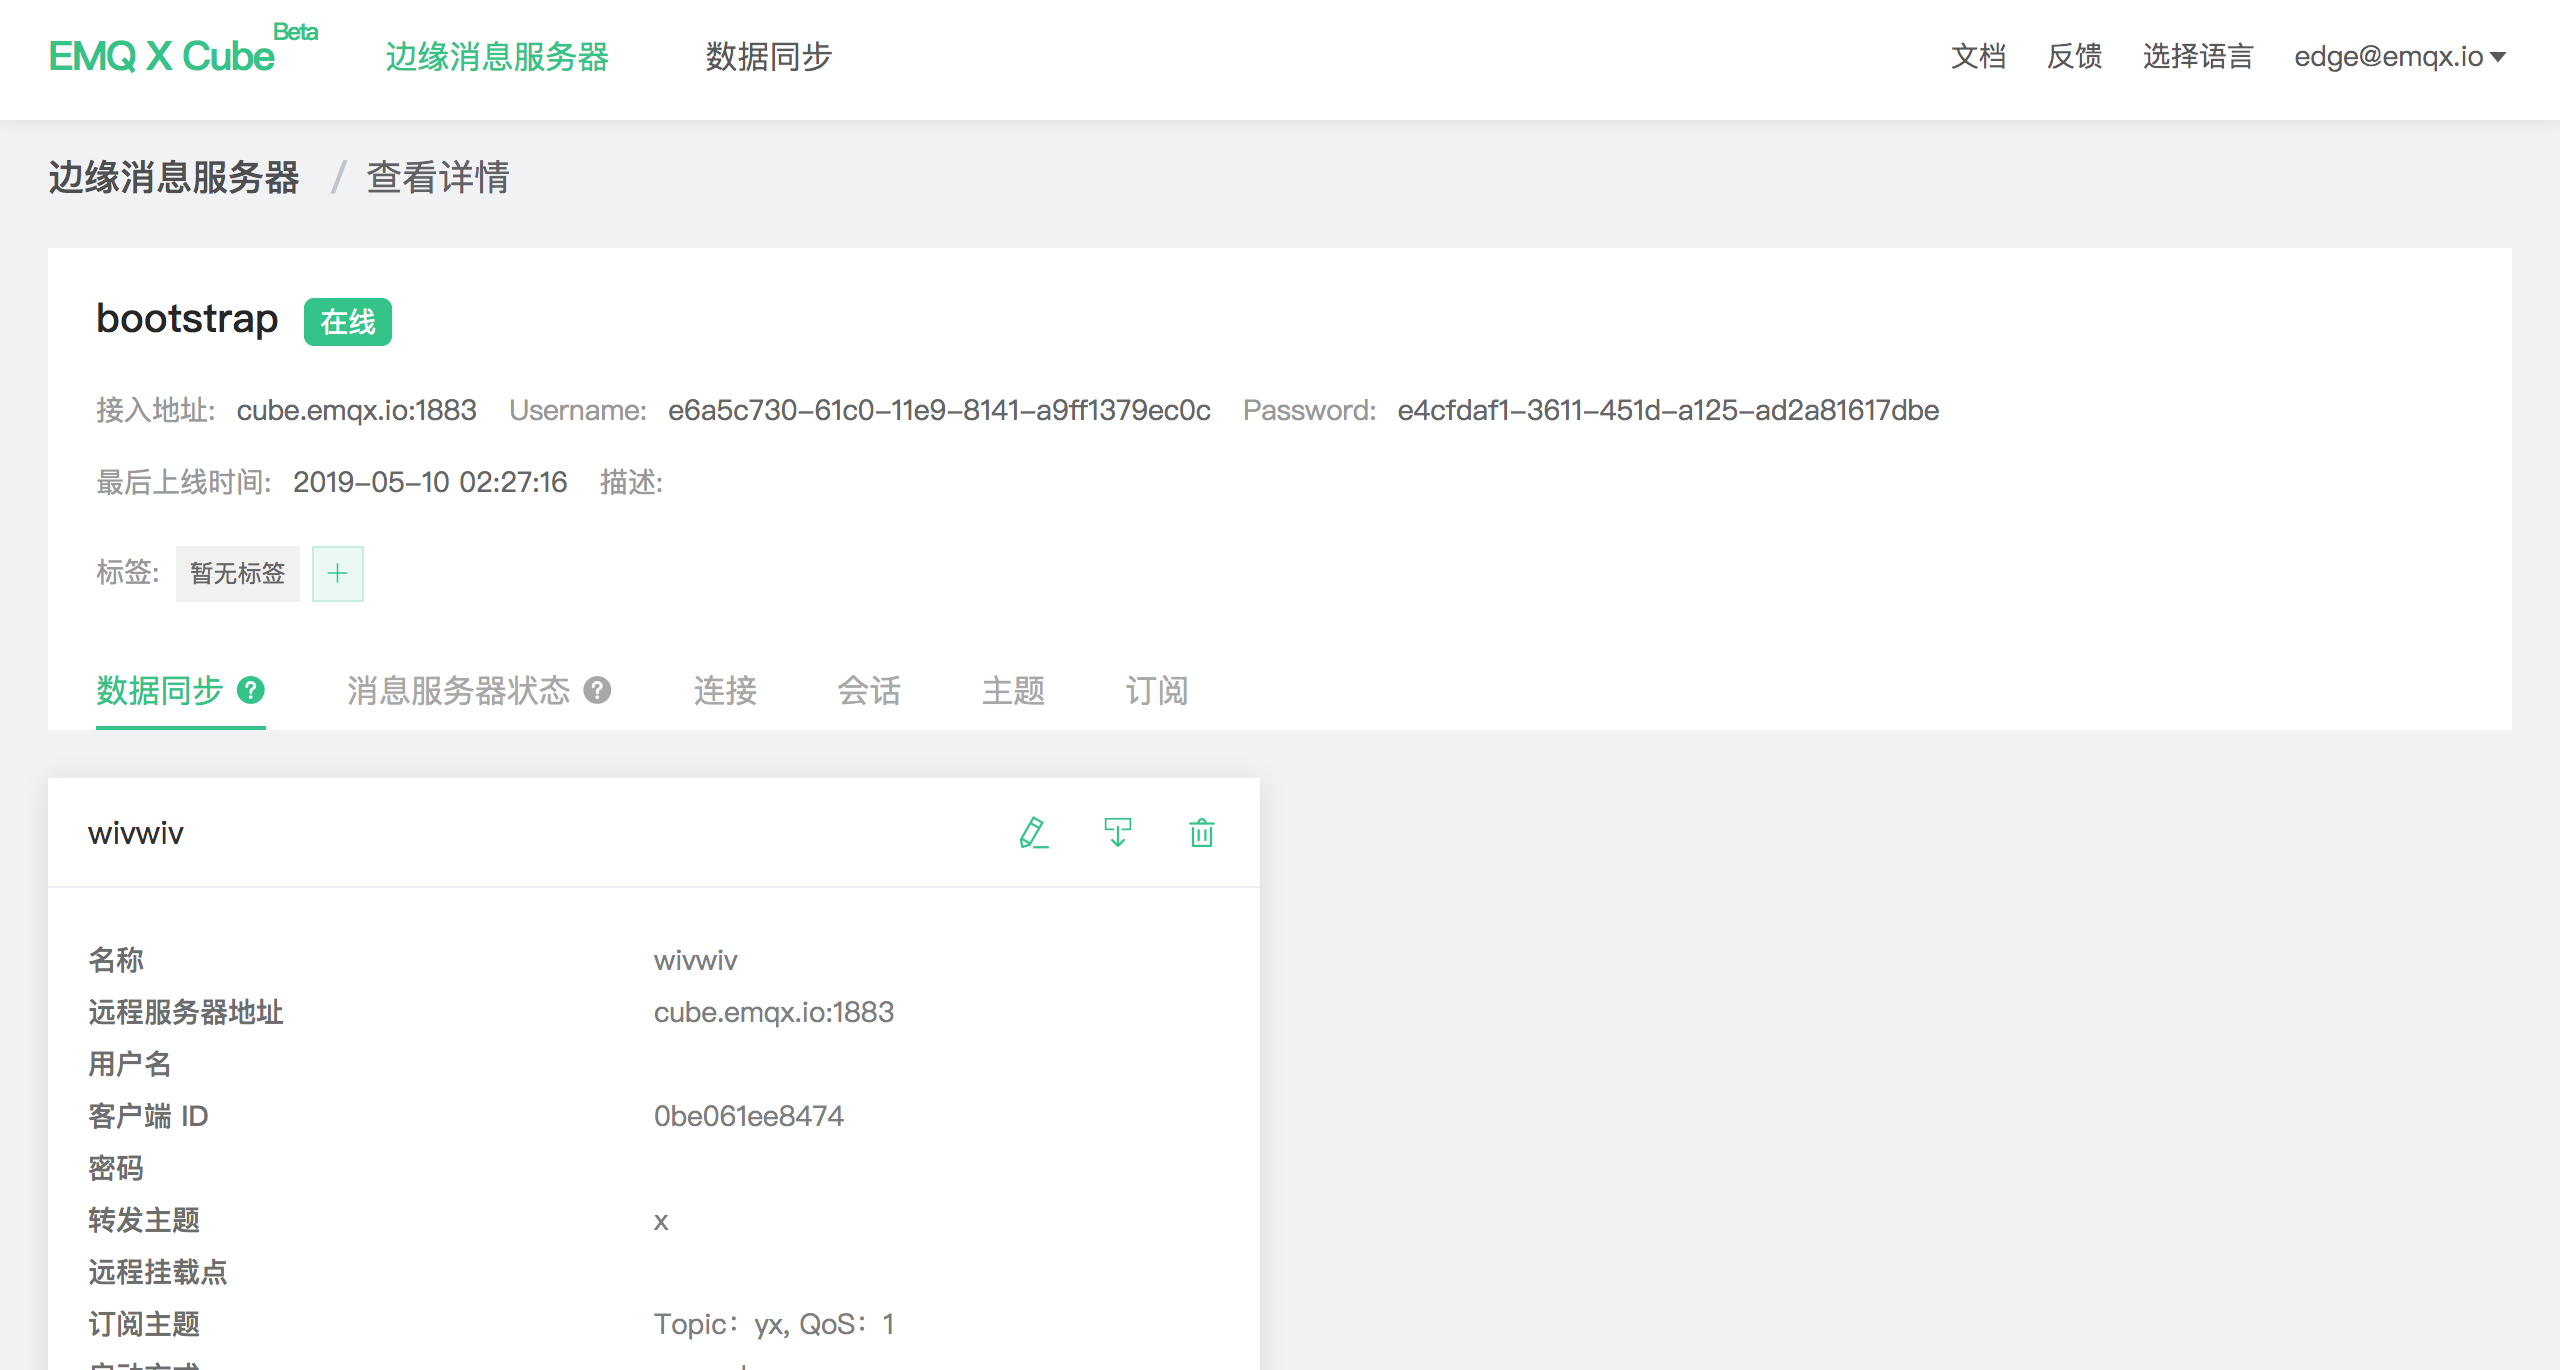 EMQ X Cube Beta 边缘消息服务器 数据同步 文档 反馈 选择语言 edge@emqx.io
边缘消息服务器 / 查看详情
bootstrap 在线
接入地址: cube.emqx.io:1883 Username: e6a5c730-61c0-11e9-8141-a9ff1379ec0c Password: e4cfdaf1-3611-451d-a125-ad2a81617dbe
最后上线时间: 2019-05-10 02:27:16 描述:
标签: 暂无标签 +
数据同步 ? 消息服务器状态 ? 连接 会话 主题 订阅
wivwiv
名称 wivwiv
远程服务器地址 cube.emqx.io:1883
用户名
客户端 ID 0be061ee8474
密码
转发主题 x
远程挂载点
订阅主题 Topic：yx, QoS：1